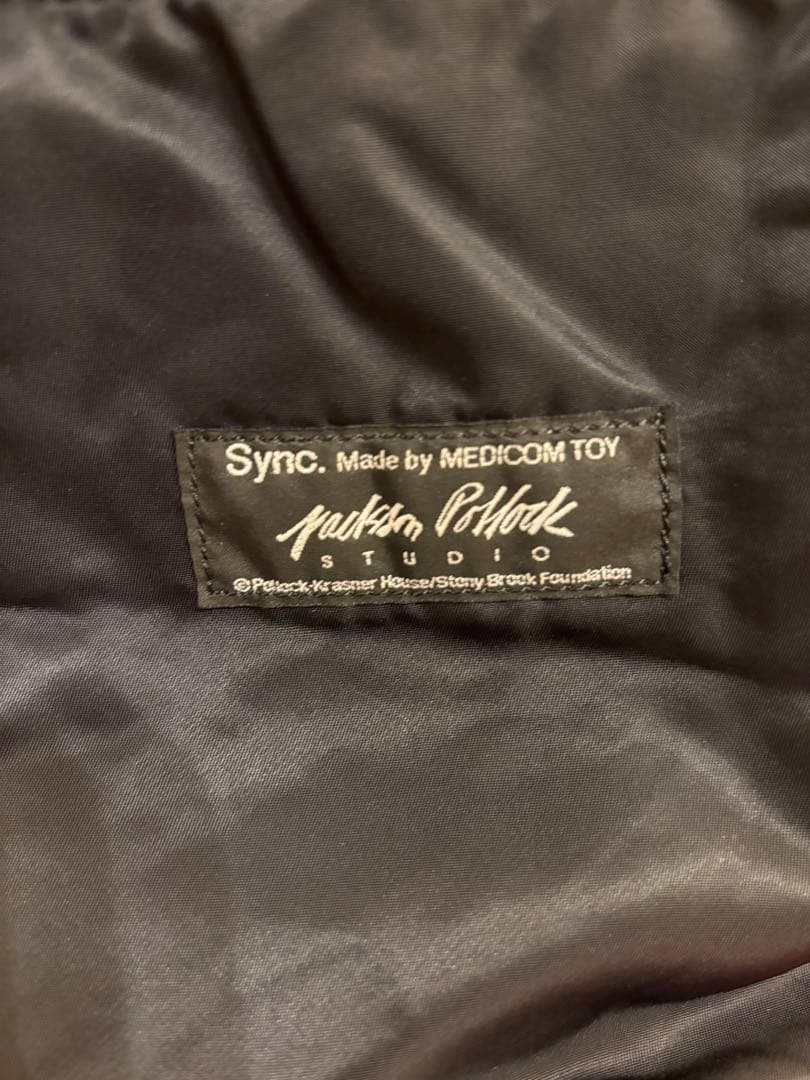 Sync. Made by MEDICOM TOY
Jackson Pollock
STUDIO
©Pollock-Krasner House/Stony Brook Foundation